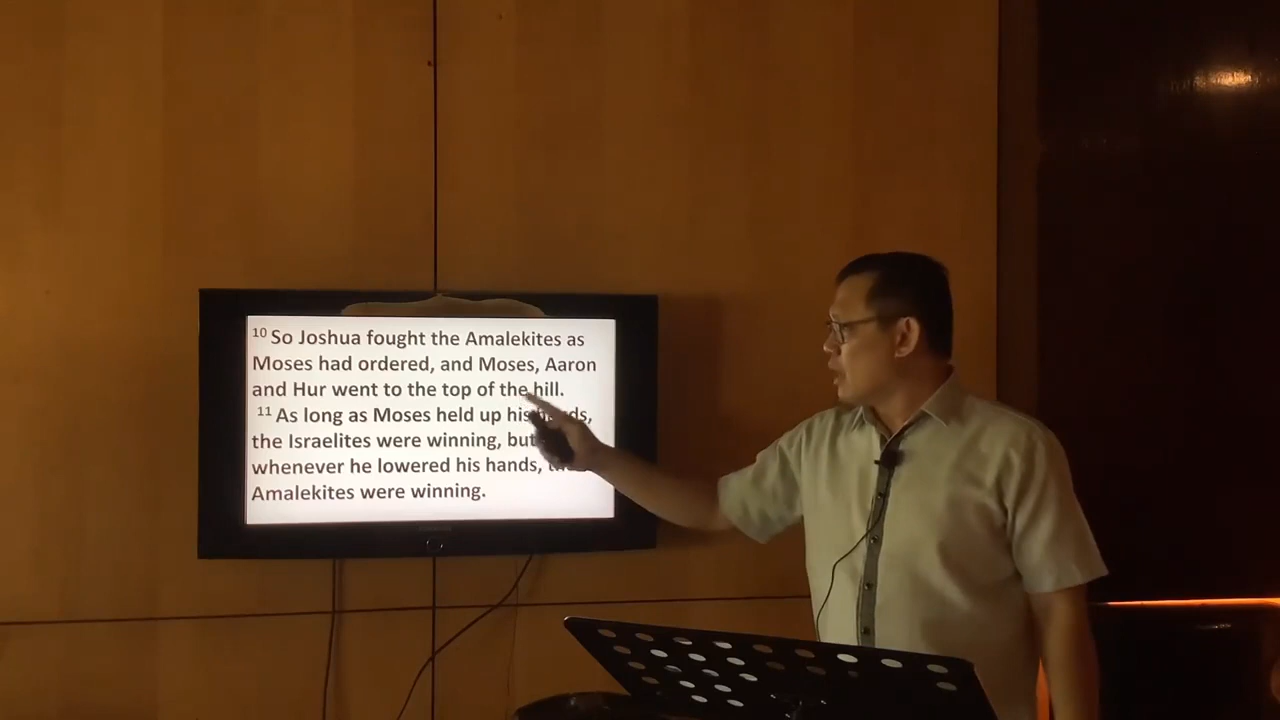 10 So Joshua fought the Amalekites as
Moses had ordered, and Moses, Aaron
and Hur went to the top of the hill.
11 As long as Moses held up his hands,
the Israelites were winning, but
whenever he lowered his hands,
Amalekites were winning.